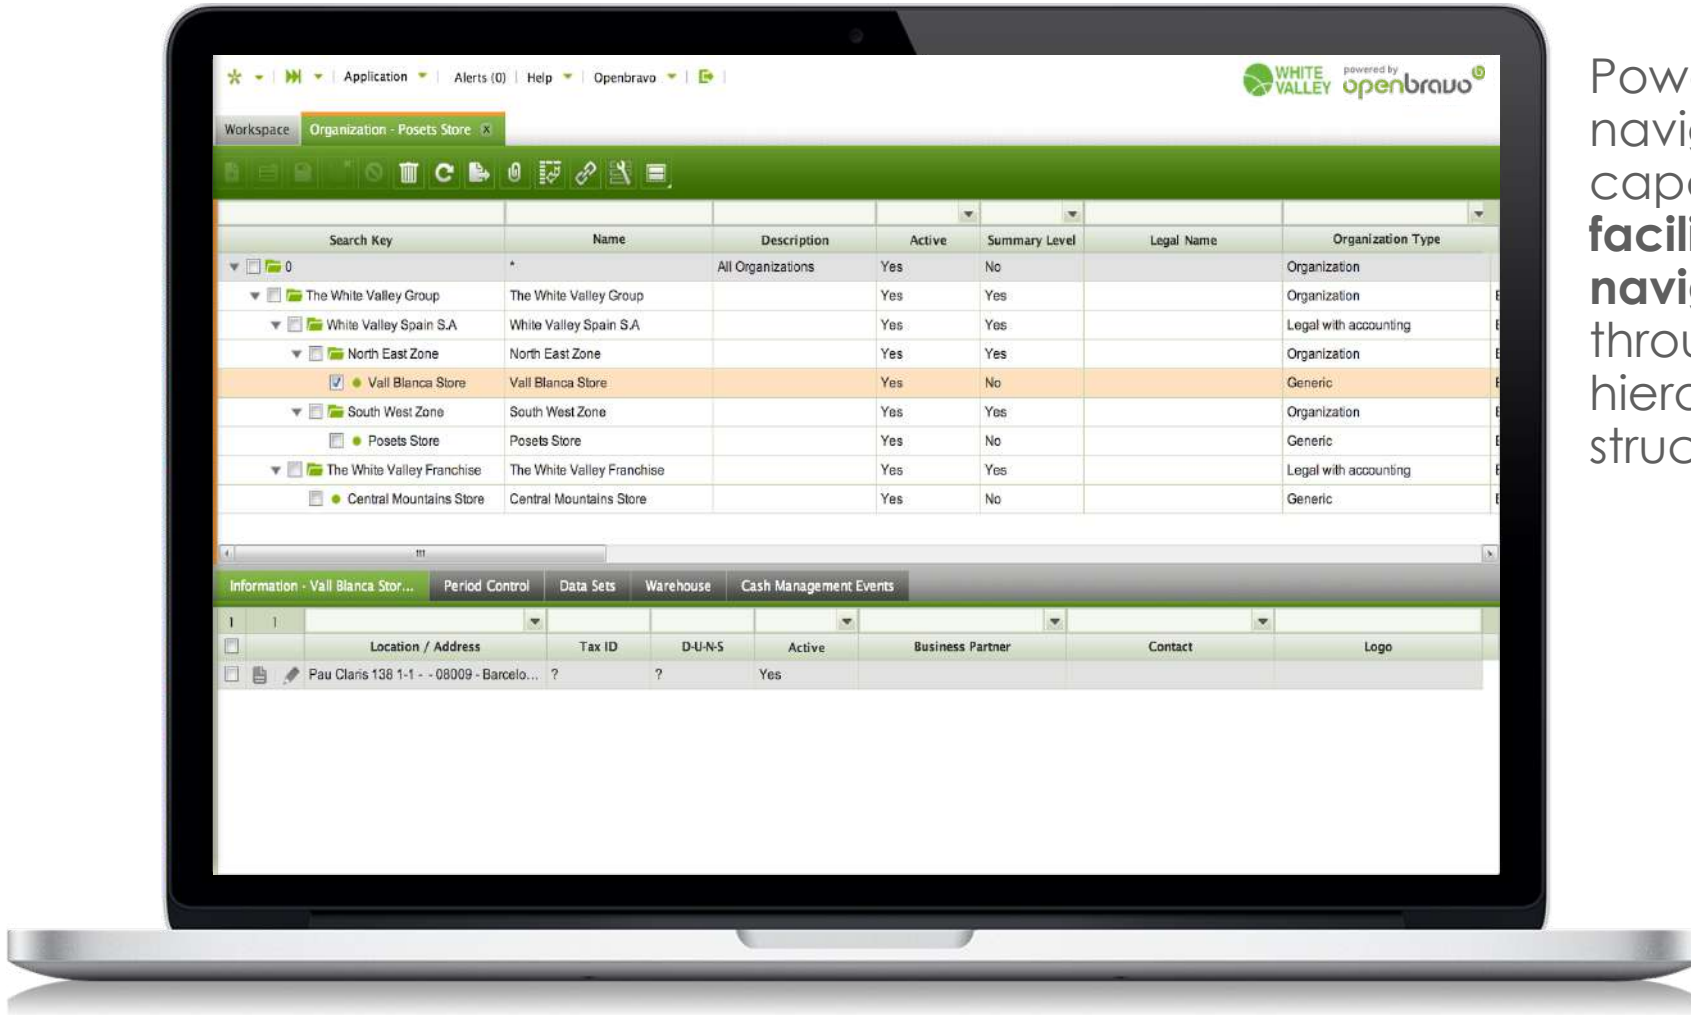 Application Alerts (0) Help Openbravo
WHITE VALLEY powered by openbravo
Workspace Organization - Posets Store
Search Key Name Description Active Summary Level Legal Name Organization Type
0 * All Organizations Yes No Organization
The White Valley Group The White Valley Group Yes Yes Organization
White Valley Spain S.A White Valley Spain S.A Yes Yes Legal with accounting
North East Zone North East Zone Yes Yes Organization
Vall Blanca Store Vall Blanca Store Yes No Generic
South West Zone South West Zone Yes Yes Organization
Posets Store Posets Store Yes No Generic
The White Valley Franchise The White Valley Franchise Yes Yes Legal with accounting
Central Mountains Store Central Mountains Store Yes No Generic
Information - Vall Blanca Stor... Period Control Data Sets Warehouse Cash Management Events
1 1
Location / Address Tax ID D-U-N-S Active Business Partner Contact Logo
Pau Claris 138 1-1 - - 08009 - Barcelo... ? ? Yes